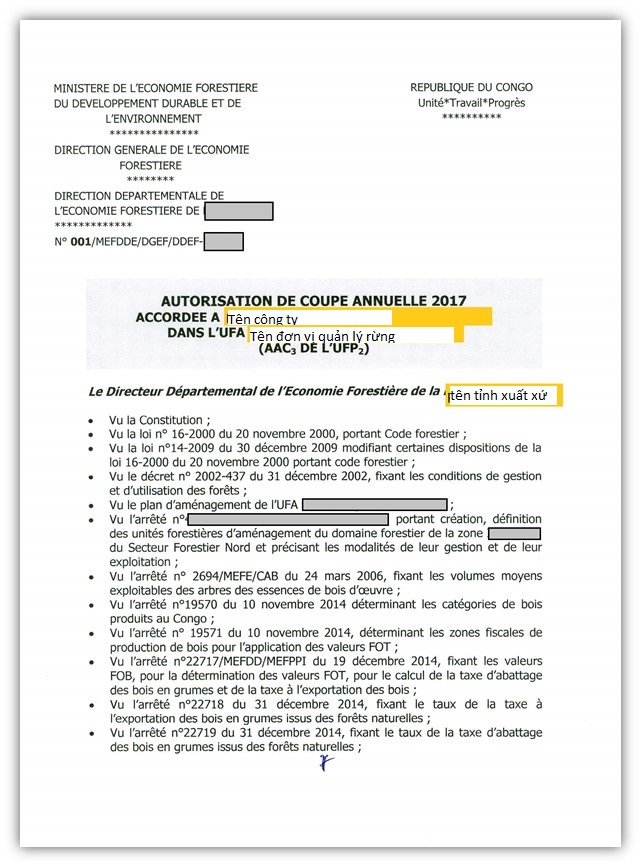 MINISTERE DE L'ECONOMIE FORESTIERE
DU DEVELOPPEMENT DURABLE ET DE
L'ENVIRONNEMENT
***************
DIRECTION GENERALE DE L'ECONOMIE
FORESTIERE
********
DIRECTION DEPARTEMENTALE DE
L'ECONOMIE FORESTIERE DE
*************
N° 001/MEFDDE/DGEF/DDEF-
REPUBLIQUE DU CONGO
Unité*Travail*Progrès
**********
AUTORISATION DE COUPE ANNUELLE 2017
ACCORDEE A Tên công ty
DANS L'UFA Tên đơn vị quản lý rừng
(AAC3 DE L'UFP2)
Le Directeur Départemental de l'Economie Forestière de la tên tỉnh xuất xứ
• Vu la Constitution ;
• Vu la loi n° 16-2000 du 20 novembre 2000, portant Code forestier ;
• Vu la loi n°14-2009 du 30 décembre 2009 modifiant certaines dispositions de la
loi 16-2000 du 20 novembre 2000 portant code forestier ;
• Vu le décret n° 2002-437 du 31 décembre 2002, fixant les conditions de gestion
et d'utilisation des forêts ;
• Vu le plan d'aménagement de l'UFA ;
• Vu l'arrêté n° portant création, définition
des unités forestières d'aménagement du domaine forestier de la zone
du Secteur Forestier Nord et précisant les modalités de leur gestion et de leur
exploitation ;
• Vu l'arrêté n° 2694/MEFE/CAB du 24 mars 2006, fixant les volumes moyens
exploitables des arbres des essences de bois d'œuvre ;
• Vu l'arrêté n°19570 du 10 novembre 2014 déterminant les catégories de bois
produits au Congo ;
• Vu l'arrêté n° 19571 du 10 novembre 2014, déterminant les zones fiscales de
production de bois pour l'application des valeurs FOT ;
• Vu l'arrêté n°22717/MEFDD/MEFPPI du 19 décembre 2014, fixant les valeurs
FOB, pour la détermination des valeurs FOT, pour le calcul de la taxe d'abattage
des bois en grumes et de la taxe à l'exportation des bois ;
• Vu l'arrêté n°22718 du 31 décembre 2014, fixant le taux de la taxe à
l'exportation des bois en grumes issus des forêts naturelles ;
• Vu l'arrêté n°22719 du 31 décembre 2014, fixant le taux de la taxe d'abattage
des bois en grumes issus des forêts naturelles ;